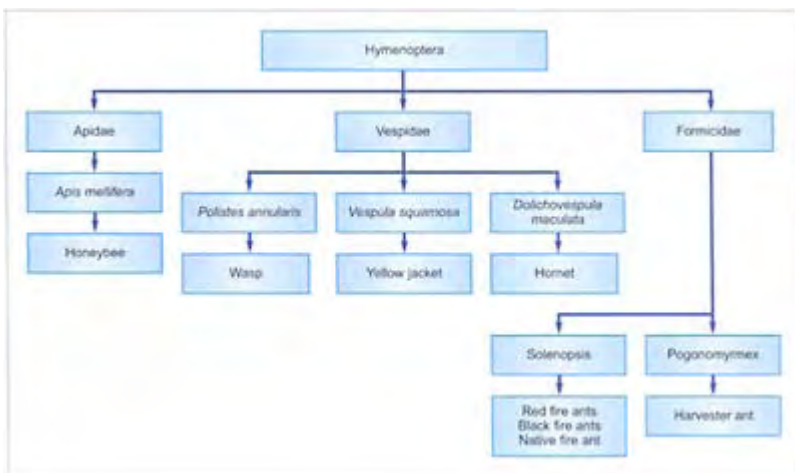 Hymenoptera
Apidae
Vespidae
Formicidae
Apis mellifera
Polistes annularis
Vespula squamosa
Dolichovespula
maculata
Honeybee
Wasp
Yellow jacket
Hornet
Solenopsis
Pogonomyrmex
Red fire ants
Black fire ants
Native fire ant
Harvester ant